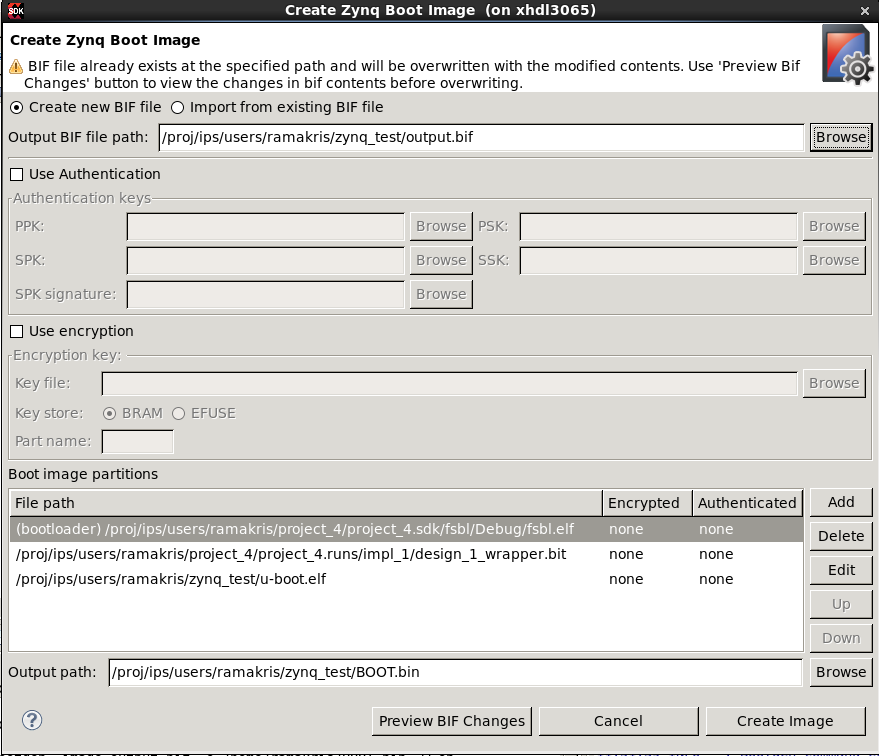 SDK
Create Zynq Boot Image (on xhdl3065)
Create Zynq Boot Image
BIF file already exists at the specified path and will be overwritten with the modified contents. Use 'Preview Bif
Changes' button to view the changes in bif contents before overwriting.
Create new BIF file Import from existing BIF file
Output BIF file path: /proj/ips/users/ramakris/zynq_test/output.bif Browse
Use Authentication
Authentication keys
PPK: Browse PSK: Browse
SPK: Browse SSK: Browse
SPK signature: Browse
Use encryption
Encryption key:
Key file: Browse
Key store: BRAM EFUSE
Part name:
Boot image partitions
File path Encrypted Authenticated Add
(bootloader) /proj/ips/users/ramakris/project_4/project_4.sdk/fsbl/Debug/fsbl.elf none none Delete
/proj/ips/users/ramakris/project_4/project_4.runs/impl_1/design_1_wrapper.bit none none Edit
/proj/ips/users/ramakris/zynq_test/u-boot.elf none none
Up
Down
Output path: /proj/ips/users/ramakris/zynq_test/BOOT.bin Browse
? Preview BIF Changes Cancel Create Image